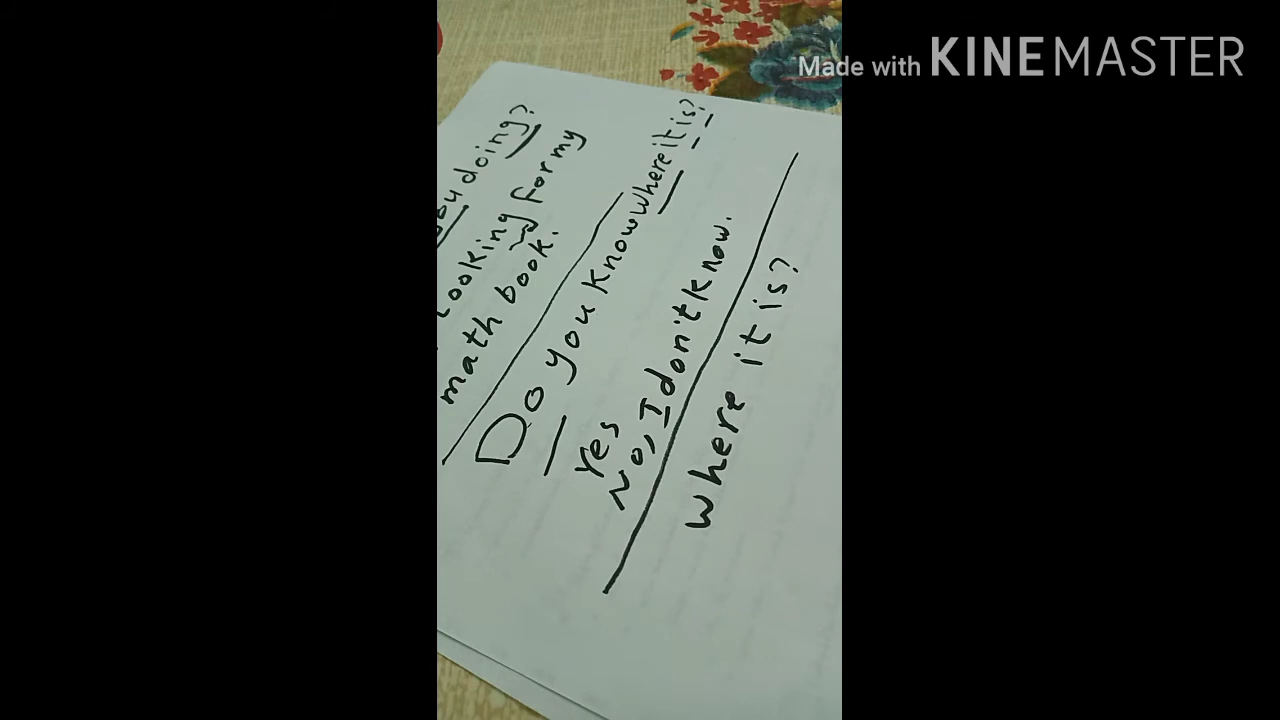 Made with KINEMASTER
you doing?
Looking for my
math book.
Do you know where it is?
Yes
No, I don't know.
where it is?